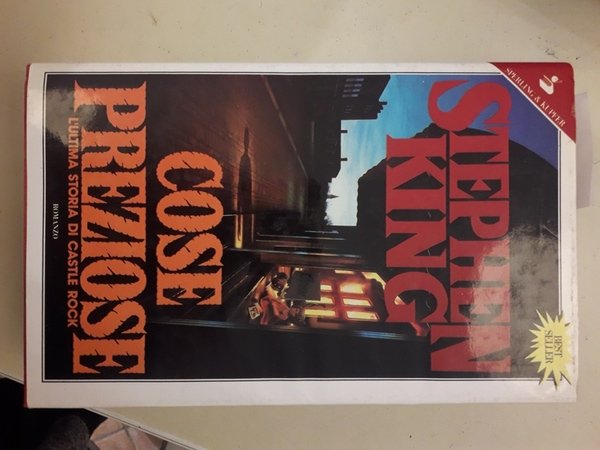 SPERLING & KUPFER
STEPHEN
KING
BEST
SELLER
COSE
PREZIOSE
L'ULTIMA STORIA DI CASTLE ROCK
ROMANZO